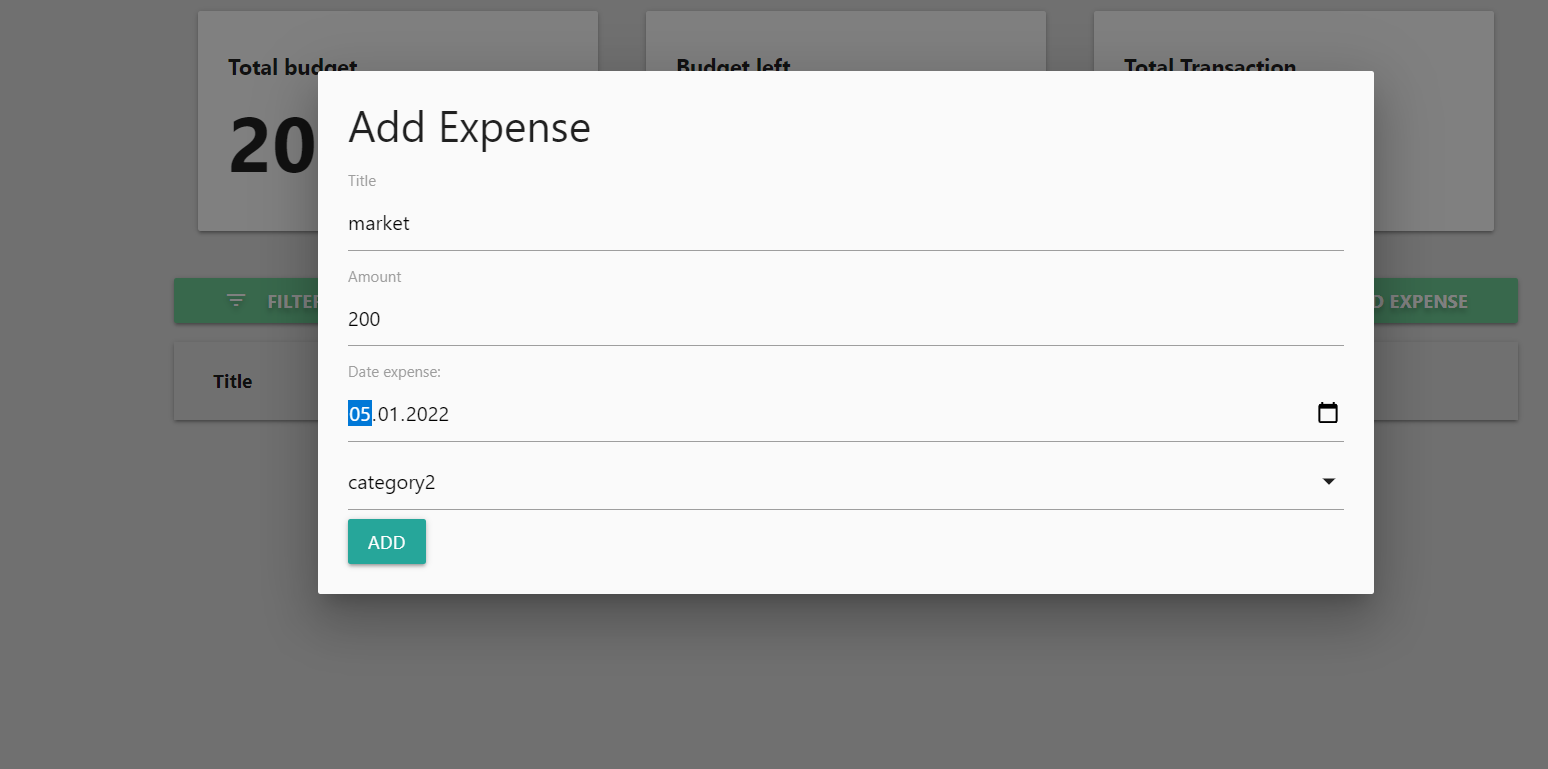 Total budget
Budget left
Total Transaction
20
Add Expense
Title
market
Amount
200
Date expense:
05.01.2022
category2
ADD
FILTER
EXPENSE
Title